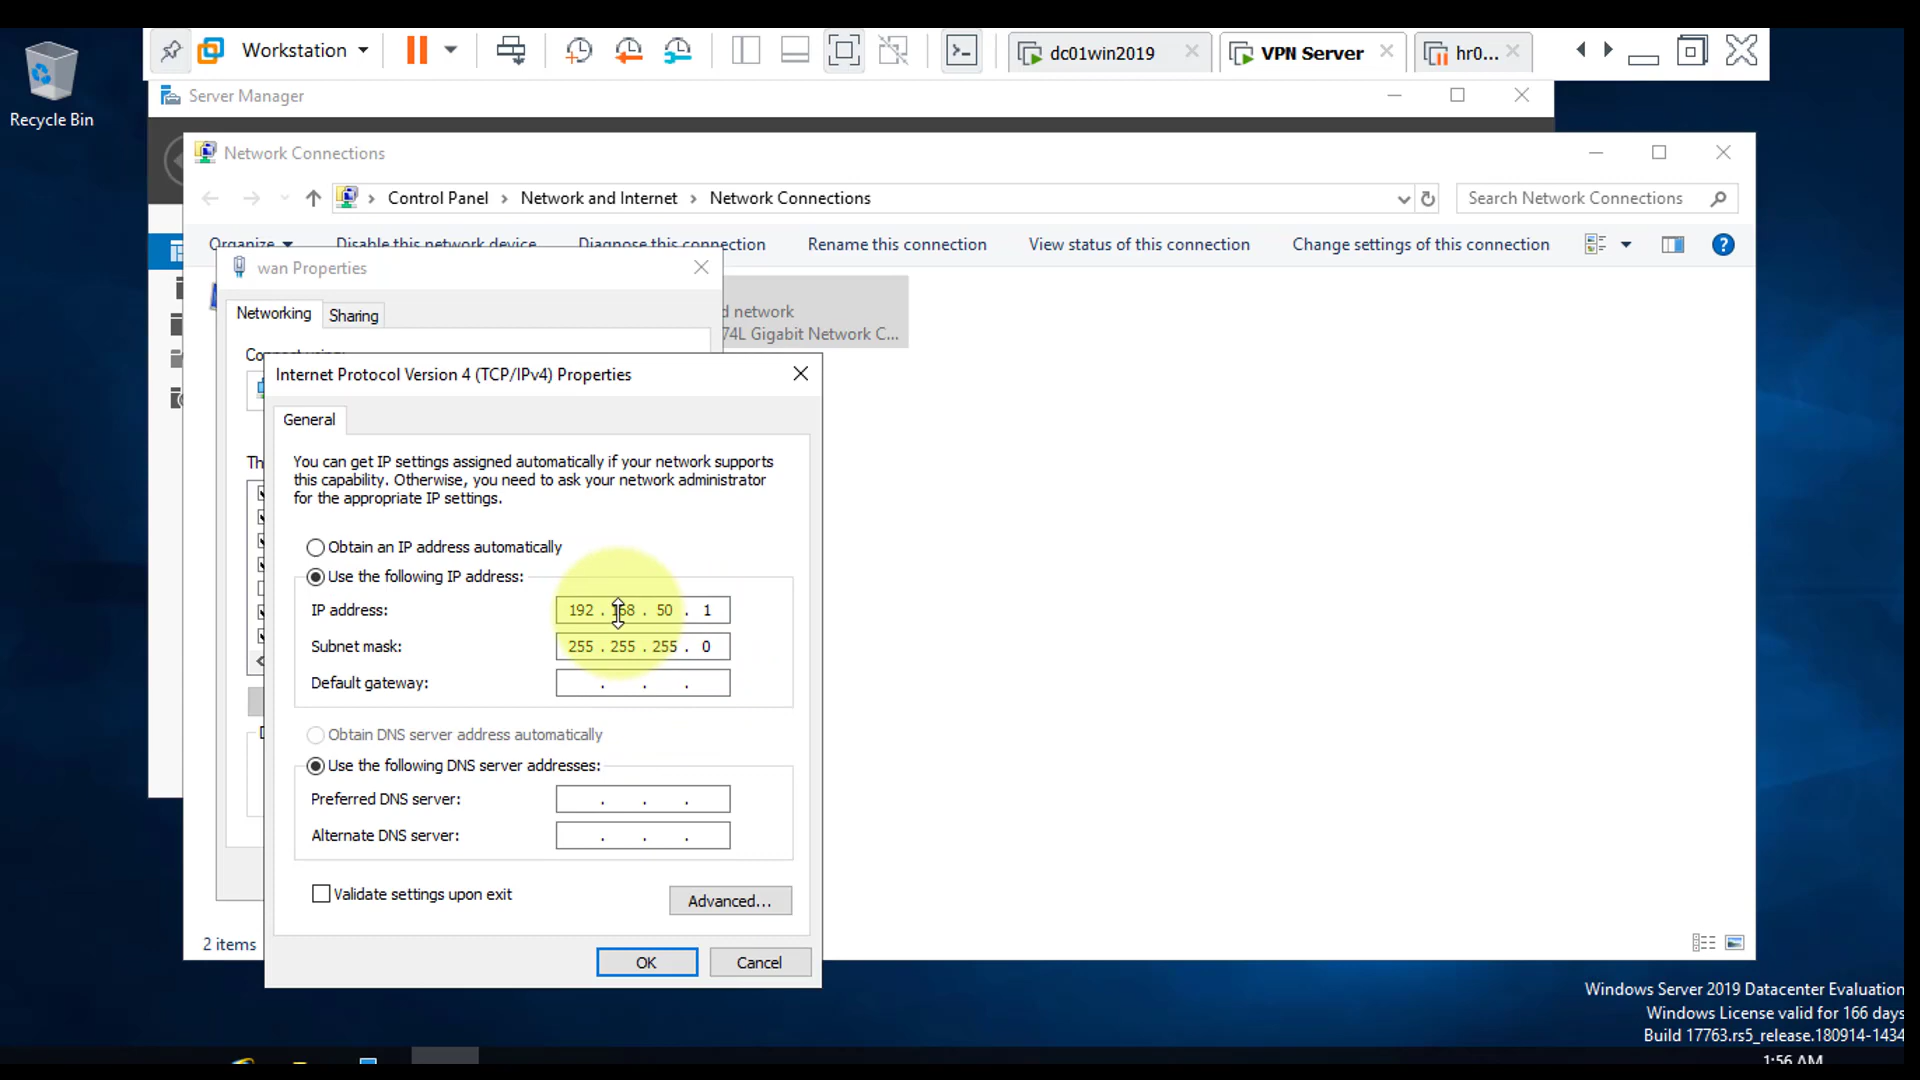 Recycle Bin
Workstation
dc01win2019
VPN Server
hr0...
Server Manager
Network Connections
Control Panel > Network and Internet > Network Connections
Search Network Connections
Organize
Disable this network device
Diagnose this connection
Rename this connection
View status of this connection
Change settings of this connection
wan Properties
d network
74L Gigabit Network C...
Networking
Sharing
Co
Internet Protocol Version 4 (TCP/IPv4) Properties
General
You can get IP settings assigned automatically if your network supports
this capability. Otherwise, you need to ask your network administrator
for the appropriate IP settings.
Th
Obtain an IP address automatically
Use the following IP address:
IP address:
192 . 168 . 50 . 1
Subnet mask:
255 . 255 . 255 . 0
Default gateway:
. . .
Obtain DNS server address automatically
Use the following DNS server addresses:
Preferred DNS server:
. . .
Alternate DNS server:
. . .
Validate settings upon exit
Advanced...
OK
Cancel
2 items
Windows Server 2019 Datacenter Evaluation
Windows License valid for 166 days
Build 17763.rs5_release.180914-1434
1:56 AM